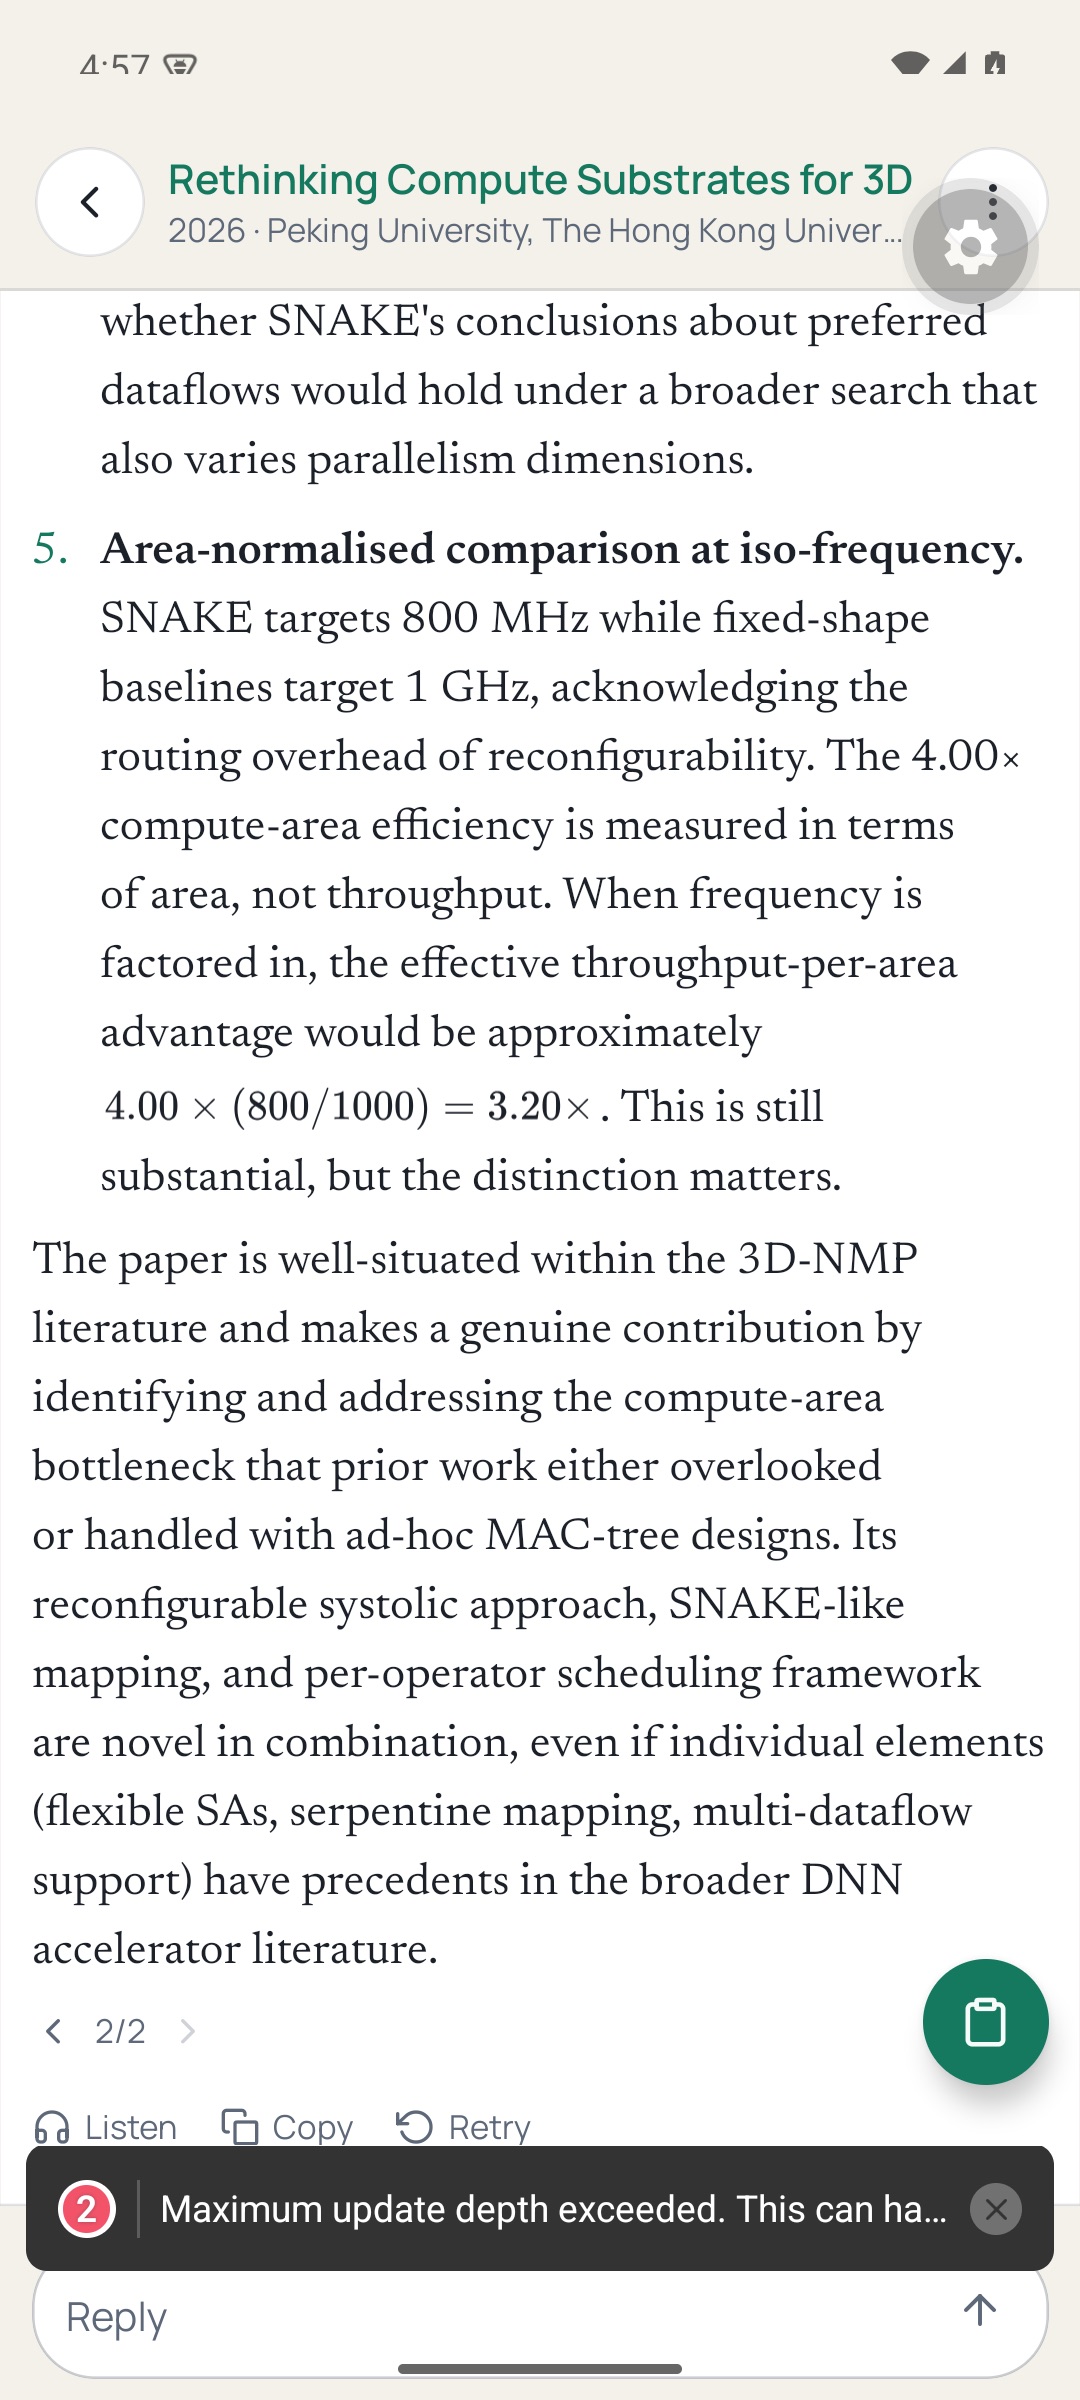 4:57
Rethinking Compute Substrates for 3D
2026 · Peking University, The Hong Kong Univer...
whether SNAKE's conclusions about preferred
dataflows would hold under a broader search that
also varies parallelism dimensions.
5. Area-normalised comparison at iso-frequency.
SNAKE targets 800 MHz while fixed-shape
baselines target 1 GHz, acknowledging the
routing overhead of reconfigurability. The 4.00×
compute-area efficiency is measured in terms
of area, not throughput. When frequency is
factored in, the effective throughput-per-area
advantage would be approximately
4.00 × (800/1000) = 3.20× . This is still
substantial, but the distinction matters.
The paper is well-situated within the 3D-NMP
literature and makes a genuine contribution by
identifying and addressing the compute-area
bottleneck that prior work either overlooked
or handled with ad-hoc MAC-tree designs. Its
reconfigurable systolic approach, SNAKE-like
mapping, and per-operator scheduling framework
are novel in combination, even if individual elements
(flexible SAs, serpentine mapping, multi-dataflow
support) have precedents in the broader DNN
accelerator literature.
2/2
Listen Copy Retry
2 Maximum update depth exceeded. This can ha...
Reply